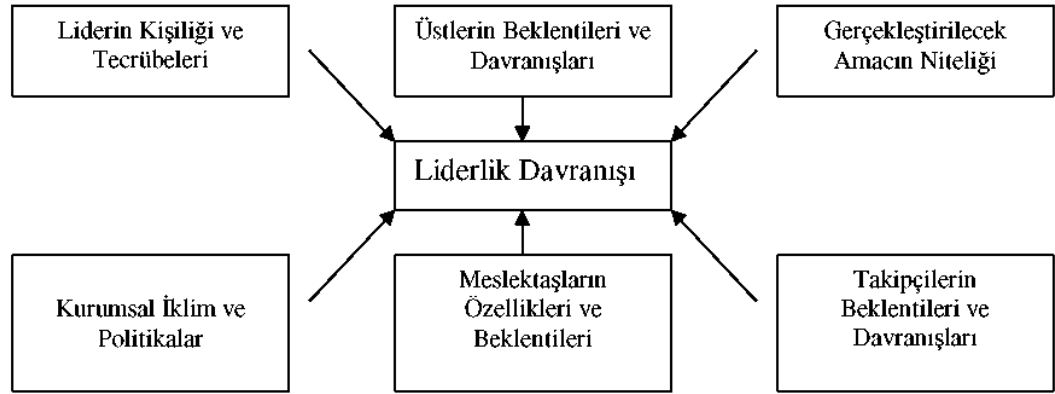 Liderin Kişiliği ve
Tecrübeleri
Üstlerin Beklentileri ve
Davranışları
Gerçekleştirilecek
Amacın Niteliği
Liderlik Davranışı
Kurumsal İklim ve
Politikalar
Meslektaşların
Özellikleri ve
Beklentileri
Takipçilerin
Beklentileri ve
Davranışları